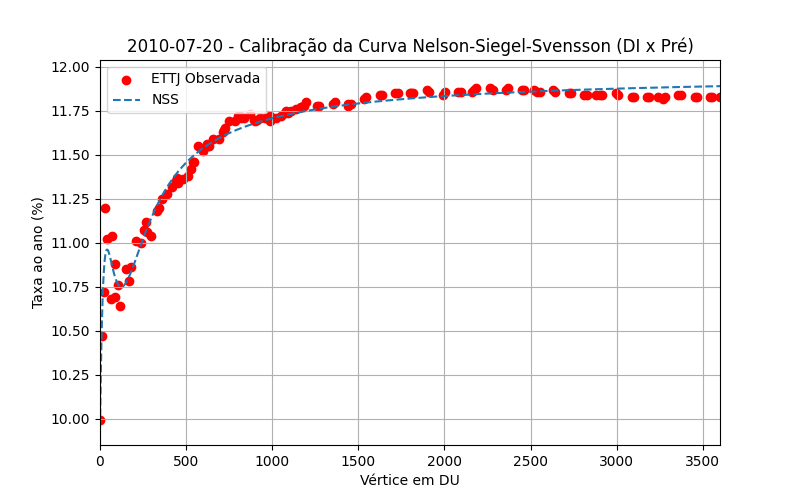 2010-07-20 - Calibração da Curva Nelson-Siegel-Svensson (DI x Pré)
ETTJ Observada
NSS
Taxa ao ano (%)
12.00
11.75
11.50
11.25
11.00
10.75
10.50
10.25
10.00
0 500 1000 1500 2000 2500 3000 3500
Vértice em DU